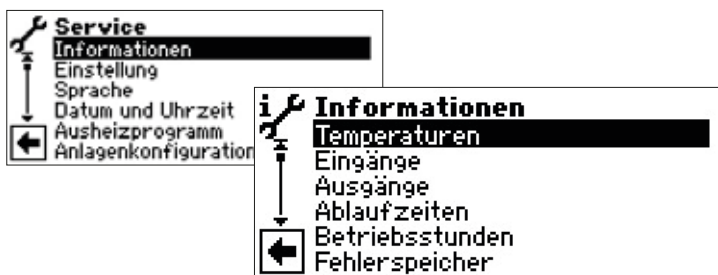 Service
Informationen
Einstellung
Sprache
Datum und Uhrzeit
Ausheizprogramm
Anlagenkonfiguration
i Informationen
Temperaturen
Eingänge
Ausgänge
Ablaufzeiten
Betriebsstunden
Fehlerspeicher